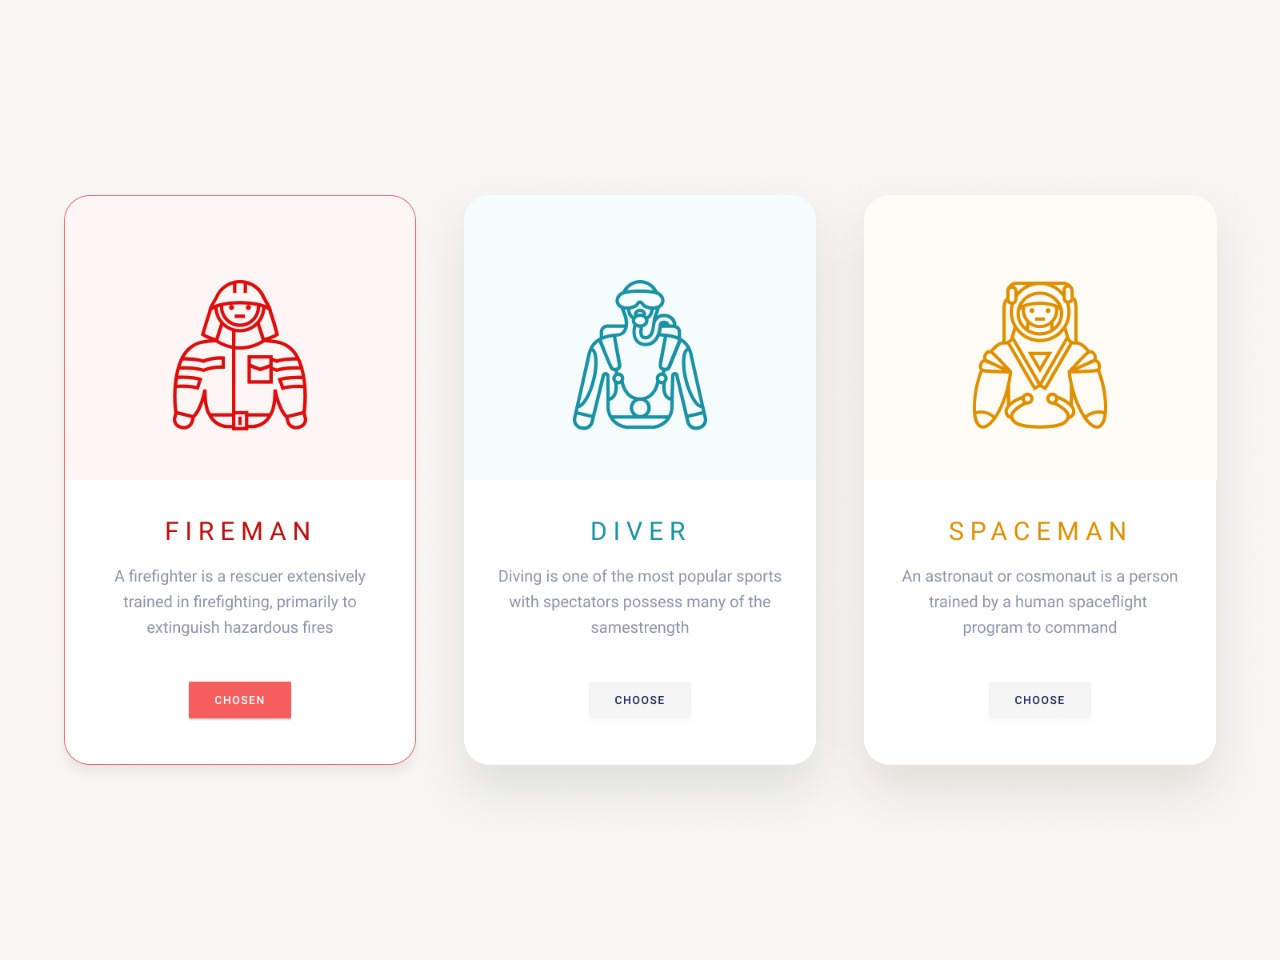 FIREMAN
A firefighter is a rescuer extensively
trained in firefighting, primarily to
extinguish hazardous fires
CHOSEN
DIVER
Diving is one of the most popular sports
with spectators possess many of the
samestrength
CHOOSE
SPACEMAN
An astronaut or cosmonaut is a person
trained by a human spaceflight
program to command
CHOOSE